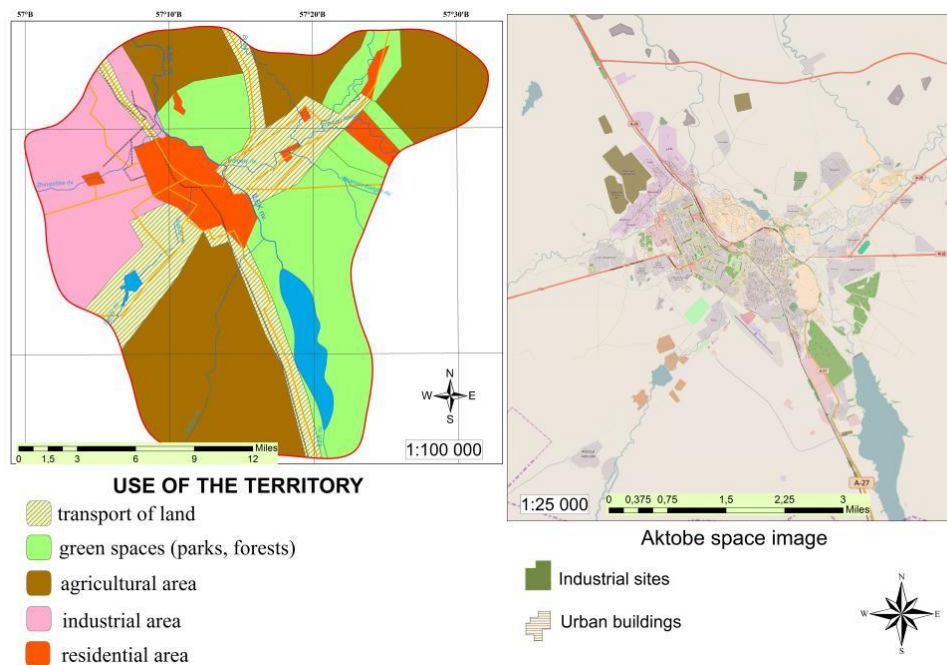 57°B 57°10' 57°20' 57°30'
N
W E
S
0 1,5 3 6 9 12
Miles
1:100 000
USE OF THE TERRITORY
transport of land
green spaces (parks, forests)
agricultural area
industrial area
residential area
A-27
1:25 000
0 0,375 0,75 1,5 2,25 3
Miles
Aktobe space image
Industrial sites
Urban buildings
N
W E
S